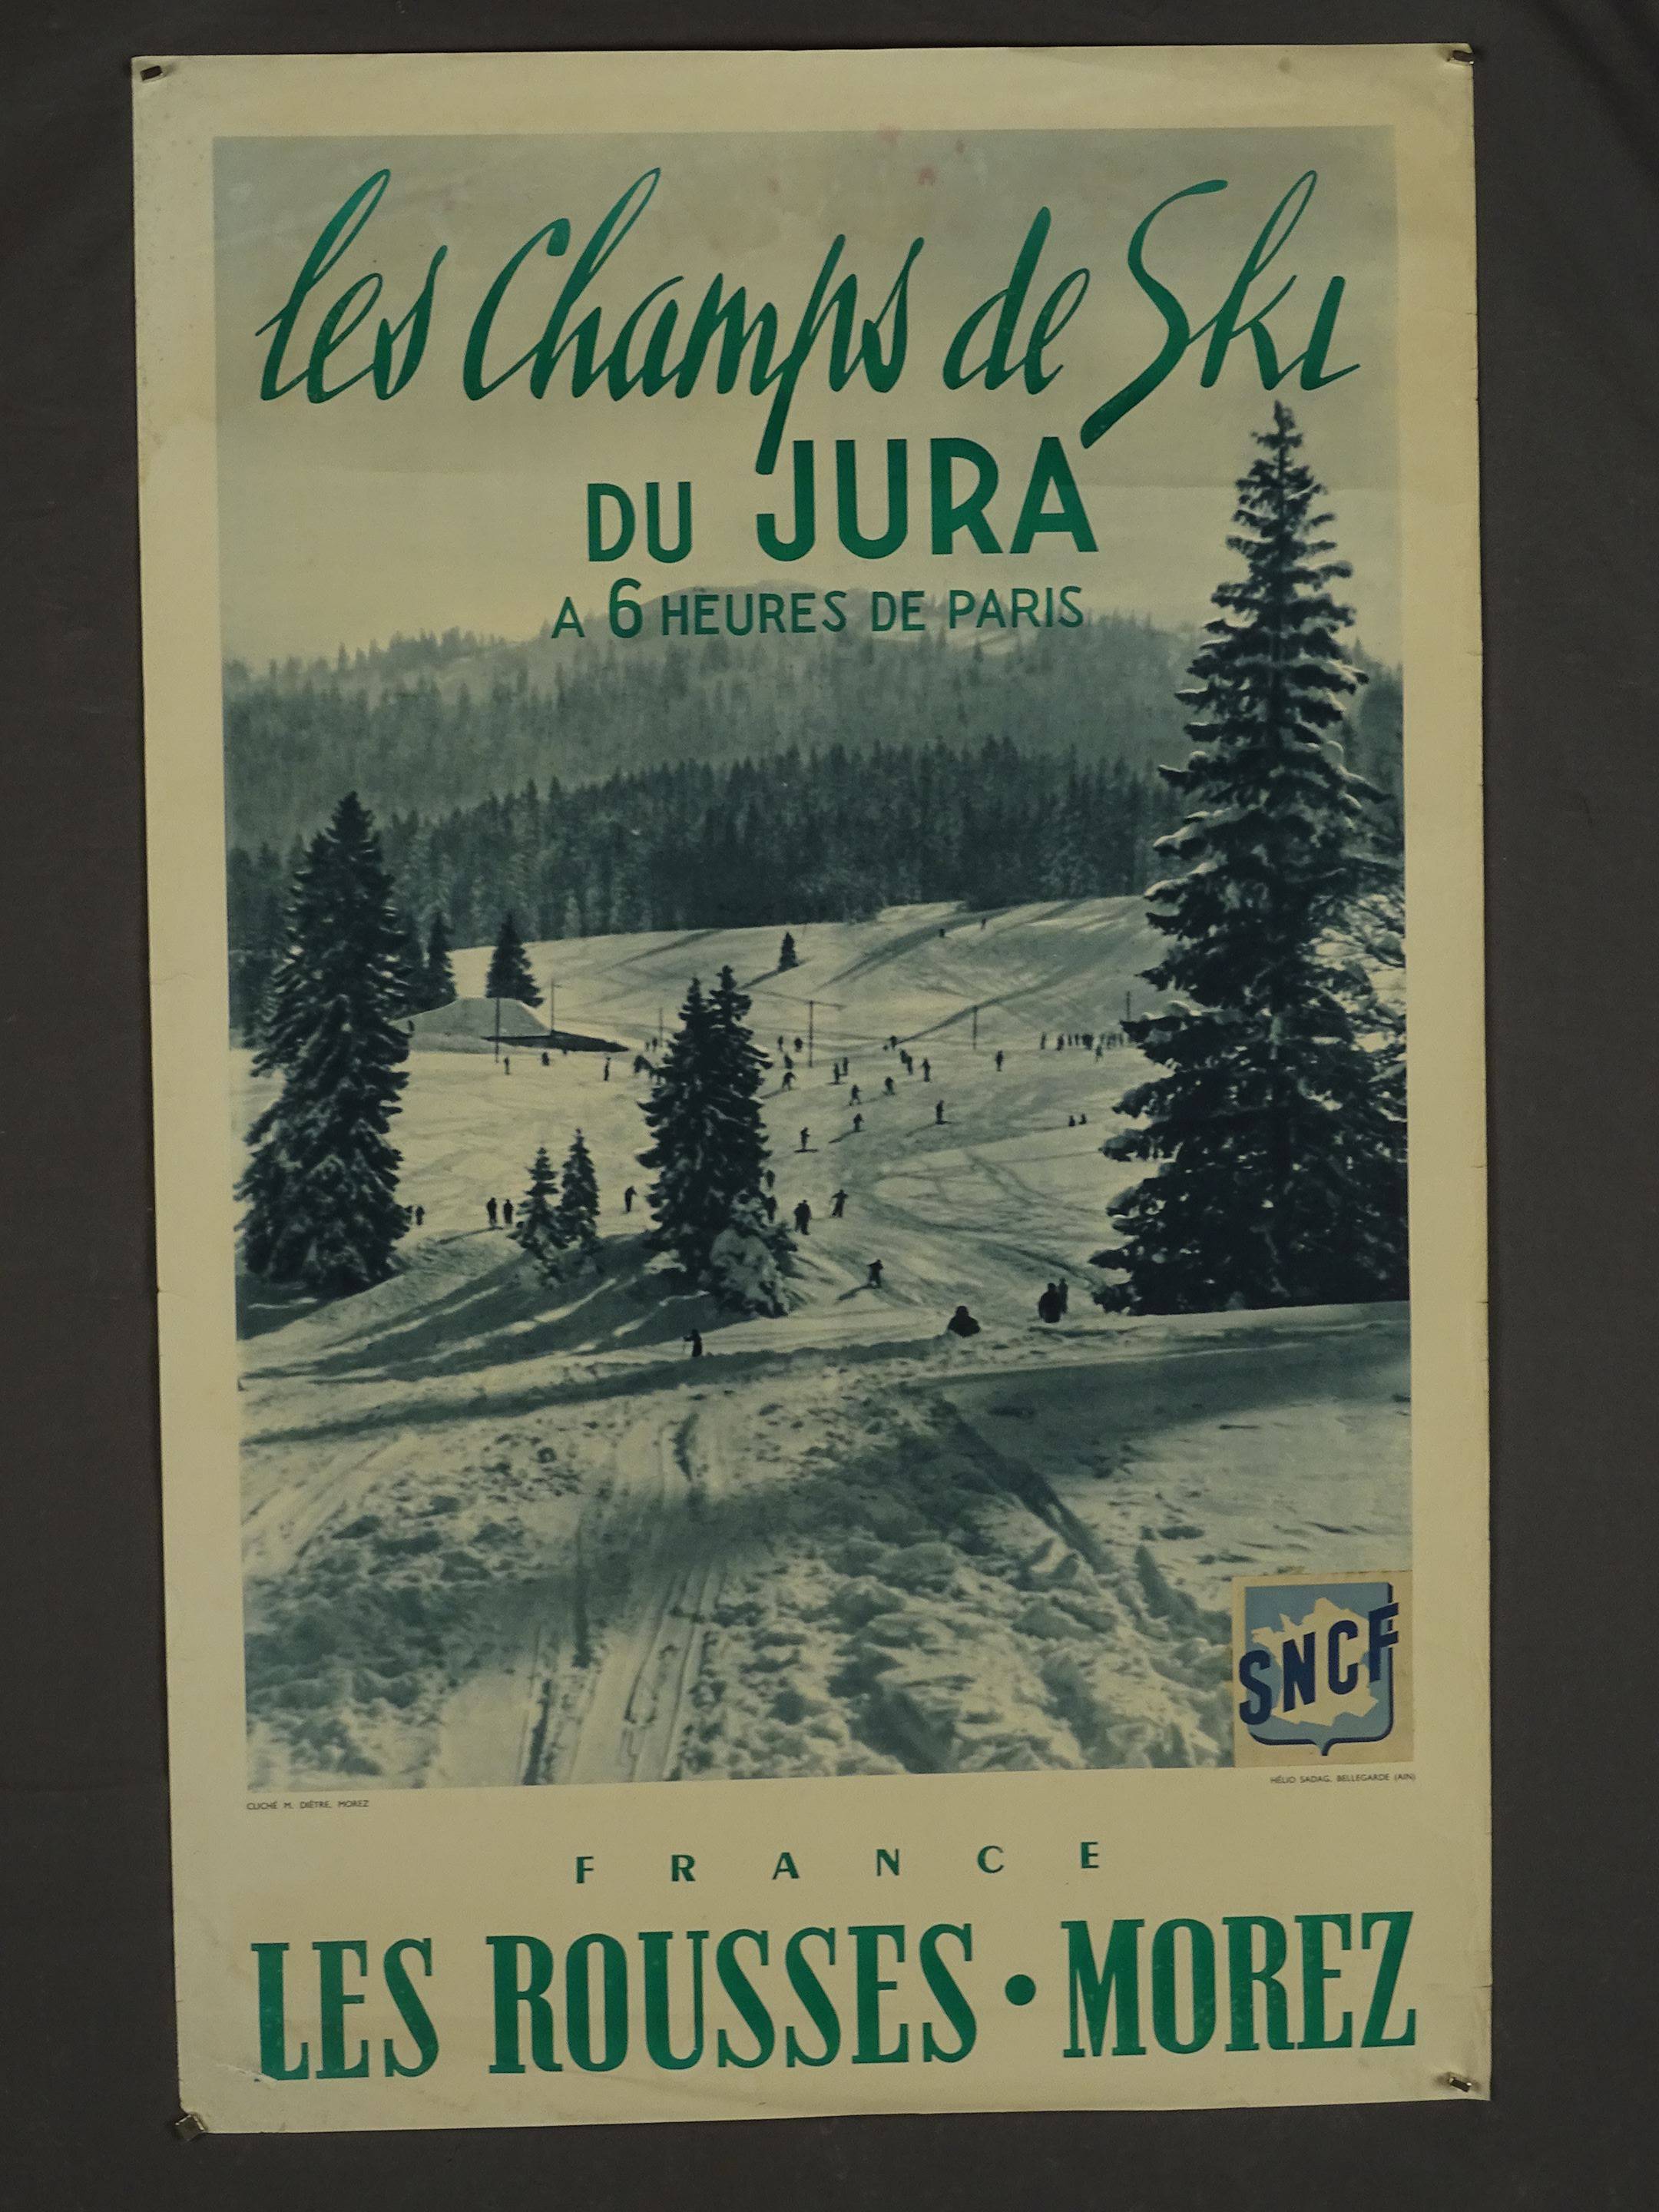 les Champs de Ski
DU JURA
A 6 HEURES DE PARIS
SNCF
CLICHÉ M. DIÈTRE, MOREZ
HÉLIO SADAG, BELLEGARDE (AIN)
FRANCE
LES ROUSSES • MOREZ